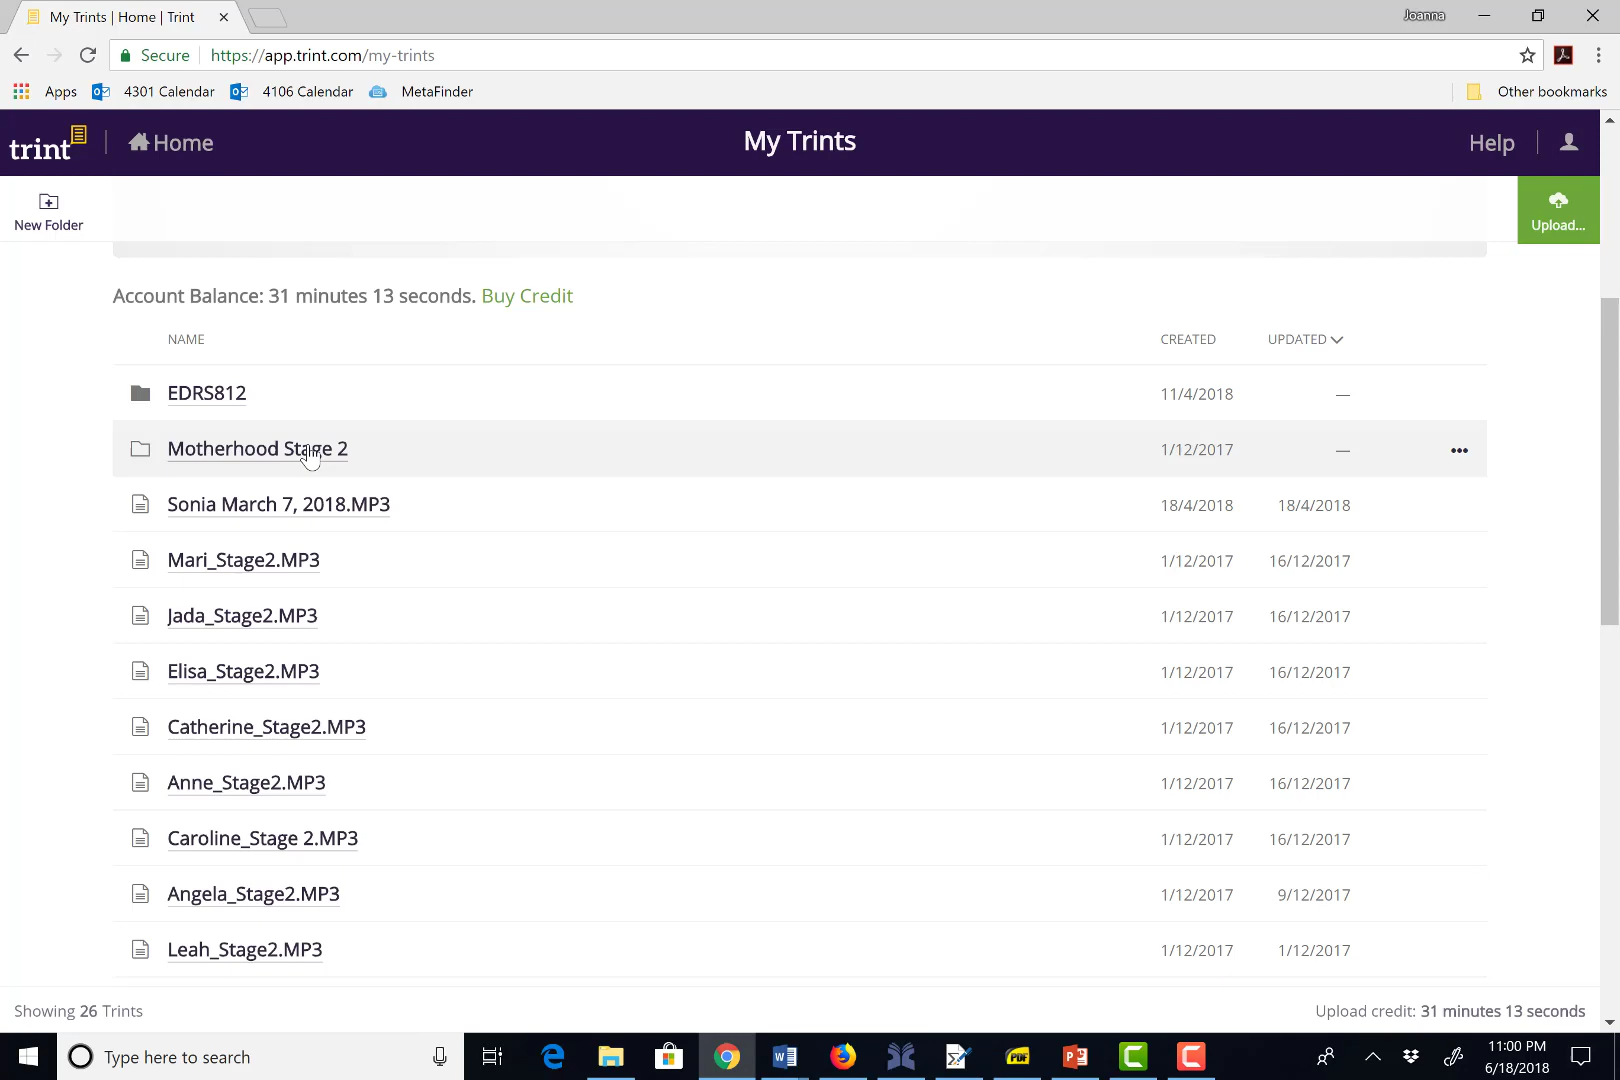 My Trints | Home | Trint
Joanna
Secure https://app.trint.com/my-trints
Apps 4301 Calendar 4106 Calendar MetaFinder Other bookmarks
trint Home My Trints Help
New Folder Upload...
Account Balance: 31 minutes 13 seconds. Buy Credit
NAME CREATED UPDATED
EDRS812 11/4/2018 —
Motherhood Stage 2 1/12/2017 —
Sonia March 7, 2018.MP3 18/4/2018 18/4/2018
Mari_Stage2.MP3 1/12/2017 16/12/2017
Jada_Stage2.MP3 1/12/2017 16/12/2017
Elisa_Stage2.MP3 1/12/2017 16/12/2017
Catherine_Stage2.MP3 1/12/2017 16/12/2017
Anne_Stage2.MP3 1/12/2017 16/12/2017
Caroline_Stage 2.MP3 1/12/2017 16/12/2017
Angela_Stage2.MP3 1/12/2017 9/12/2017
Leah_Stage2.MP3 1/12/2017 1/12/2017
Showing 26 Trints Upload credit: 31 minutes 13 seconds
Type here to search
11:00 PM
6/18/2018